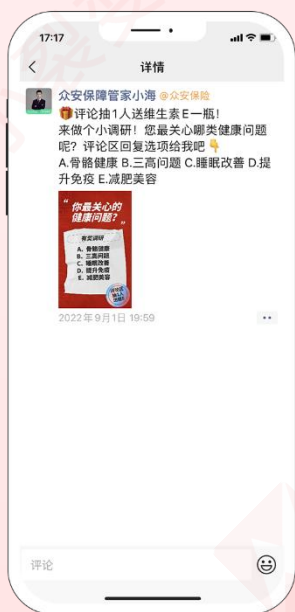 17:17
详情
众安保障管家小海 @众安保险
🎁评论抽1人送维生素E一瓶！
来做个小调研！您最关心哪类健康问题
呢？评论区回复选项给我吧👇
A.骨骼健康 B.三高问题 C.睡眠改善 D.提
升免疫 E.减肥美容
“你最关心的
健康问题？”
有奖调研
A、骨骼健康
B、三高问题
C、睡眠改善
D、提升免疫
E、减肥美容
2022年9月1日 19:59
评论